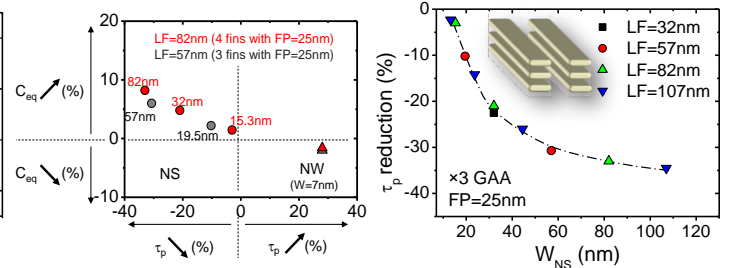 LF=82nm (4 fins with FP=25nm)
LF=57nm (3 fins with FP=25nm)
C_eq ↗ (%)
C_eq ↘ (%)
20
10
0
10
-40
-20
0
20
40
82nm
57nm
32nm
19.5nm
15.3nm
NS
NW
(W=7nm)
τ_p ↘ (%)
τ_p ↗ (%)
τ_p reduction (%)
0
-10
-20
-30
-40
LF=32nm
LF=57nm
LF=82nm
LF=107nm
×3 GAA
FP=25nm
20
40
60
80
100
120
W_NS (nm)